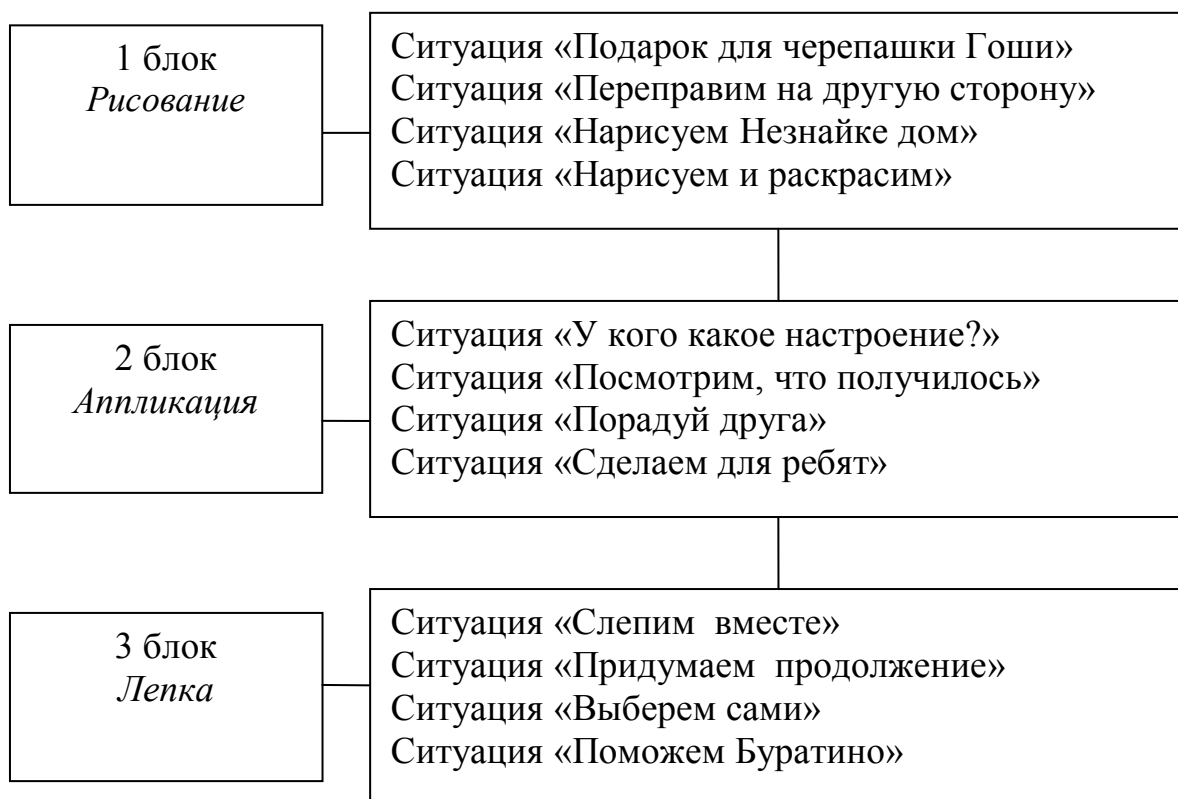 1 блок
Рисование
Ситуация «Подарок для черепашки Гоши»
Ситуация «Переправим на другую сторону»
Ситуация «Нарисуем Незнайке дом»
Ситуация «Нарисуем и раскрасим»
2 блок
Аппликация
Ситуация «У кого какое настроение?»
Ситуация «Посмотрим, что получилось»
Ситуация «Порадуй друга»
Ситуация «Сделаем для ребят»
3 блок
Лепка
Ситуация «Слепим вместе»
Ситуация «Придумаем продолжение»
Ситуация «Выберем сами»
Ситуация «Поможем Буратино»